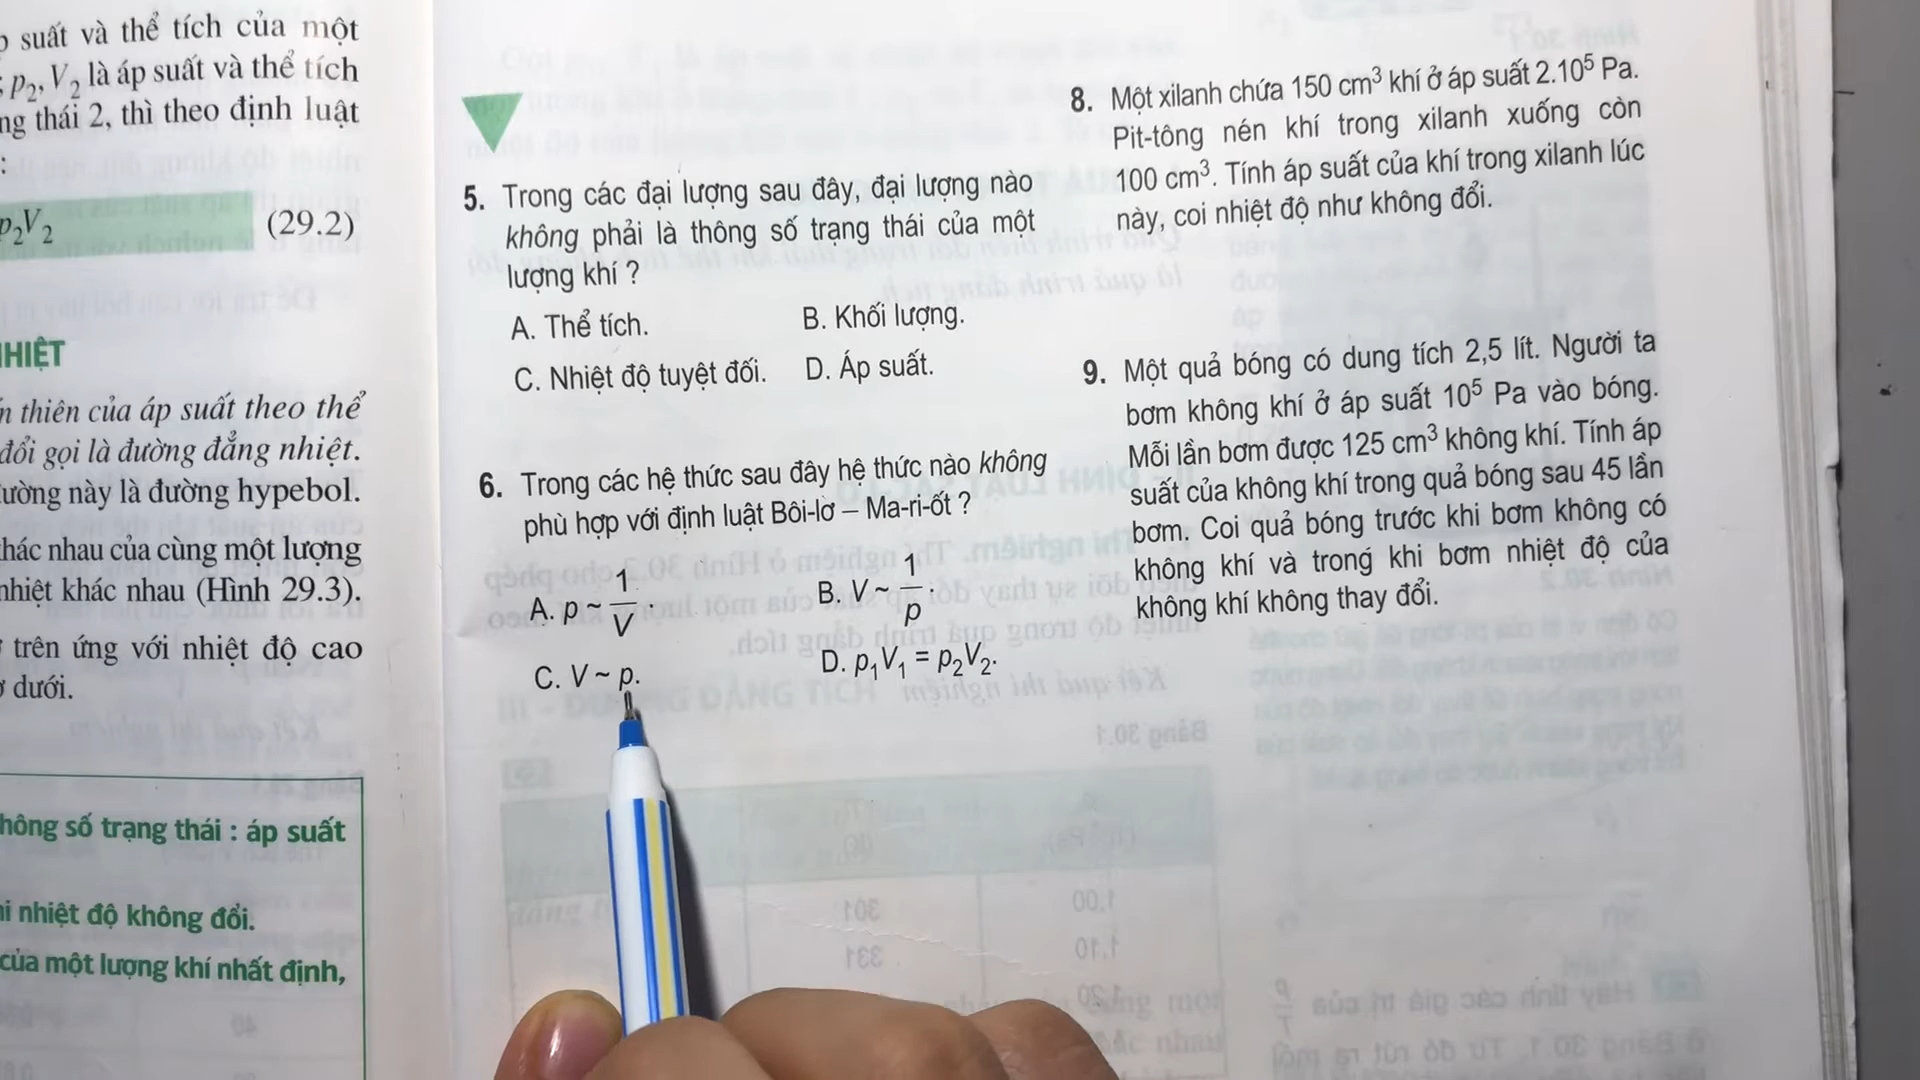 suất và thể tích của một
p₂, V₂ là áp suất và thể tích
thái 2, thì theo định luật
:
p₂V₂ (29.2)
NHIỆT
thiên của áp suất theo thể
đổi gọi là đường đẳng nhiệt.
này là đường hypebol.
nhau của cùng một lượng
nhiệt khác nhau (Hình 29.3).
trên ứng với nhiệt độ cao
dưới.
số trạng thái : áp suất
nhiệt độ không đổi.
của một lượng khí nhất định,
5. Trong các đại lượng sau đây, đại lượng nào
không phải là thông số trạng thái của một
lượng khí ?
A. Thể tích. B. Khối lượng.
C. Nhiệt độ tuyệt đối. D. Áp suất.
6. Trong các hệ thức sau đây hệ thức nào không
phù hợp với định luật Bôi-lơ – Ma-ri-ốt ?
A. p ~ 1/V. B. V ~ 1/p.
C. V ~ p. D. p₁V₁ = p₂V₂.
8. Một xilanh chứa 150 cm³ khí ở áp suất 2.10⁵ Pa.
Pit-tông nén khí trong xilanh xuống còn
100 cm³. Tính áp suất của khí trong xilanh lúc
này, coi nhiệt độ như không đổi.
9. Một quả bóng có dung tích 2,5 lít. Người ta
bơm không khí ở áp suất 10⁵ Pa vào bóng.
Mỗi lần bơm được 125 cm³ không khí. Tính áp
suất của không khí trong quả bóng sau 45 lần
bơm. Coi quả bóng trước khi bơm không có
không khí và trong khi bơm nhiệt độ của
không khí không thay đổi.